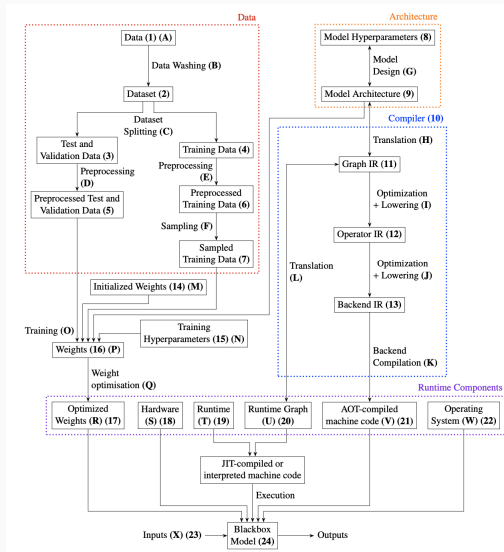 Data
Architecture
Data (1) (A)
Model Hyperparameters (8)
Data Washing (B)
Model
Design (G)
Dataset (2)
Model Architecture (9)
Dataset
Splitting (C)
Compiler (10)
Test and
Validation Data (3)
Training Data (4)
Translation (H)
Preprocessing
(D)
Preprocessing
(E)
Graph IR (11)
Preprocessed Test and
Validation Data (5)
Preprocessed
Training Data (6)
Optimization
+ Lowering (I)
Sampling (F)
Operator IR (12)
Sampled
Training Data (7)
Translation
(L)
Optimization
+ Lowering (J)
Initialized Weights (14) (M)
Backend IR (13)
Training (O)
Training
Hyperparameters (15) (N)
Weights (16) (P)
Backend
Compilation (K)
Weight
optimisation (Q)
Runtime Components
Optimized
Weights (R) (17)
Hardware
(S) (18)
Runtime
(T) (19)
Runtime Graph
(U) (20)
AOT-compiled
machine code (V) (21)
Operating
System (W) (22)
JIT-compiled or
interpreted machine code
Execution
Inputs (X) (23)
Blackbox
Model (24)
Outputs